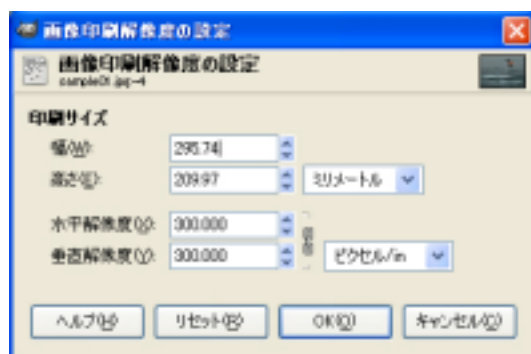 画像印刷解像度の設定
画像印刷解像度の設定
sample01.jpg-4
印刷サイズ
幅(W): 295.74
高さ(E): 209.97 ミリメートル
水平解像度(X): 300.000
垂直解像度(Y): 300.000 ピクセル/in
ヘルプ(H) リセット(R) OK(O) キャンセル(C)